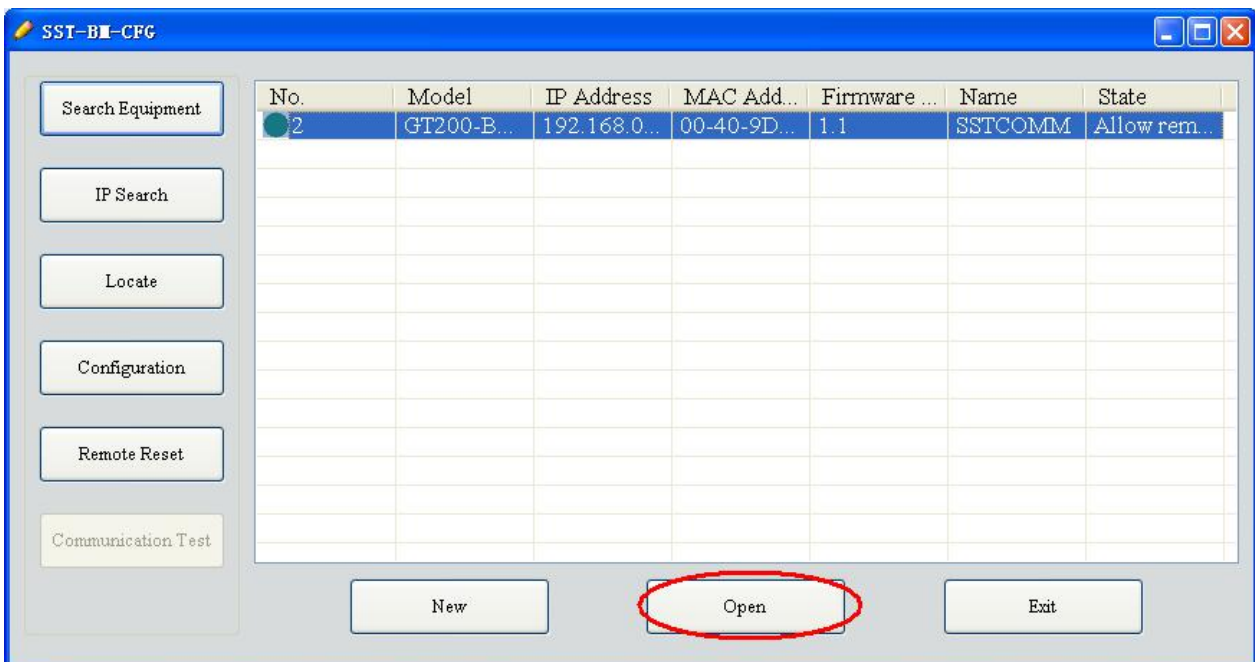 SST-BM-CFG
Search Equipment
IP Search
Locate
Configuration
Remote Reset
Communication Test
No. Model IP Address MAC Add... Firmware ... Name State
2 GT200-B... 192.168.0... 00-40-9D... 1.1 SSTCOMM Allow rem...
New Open Exit